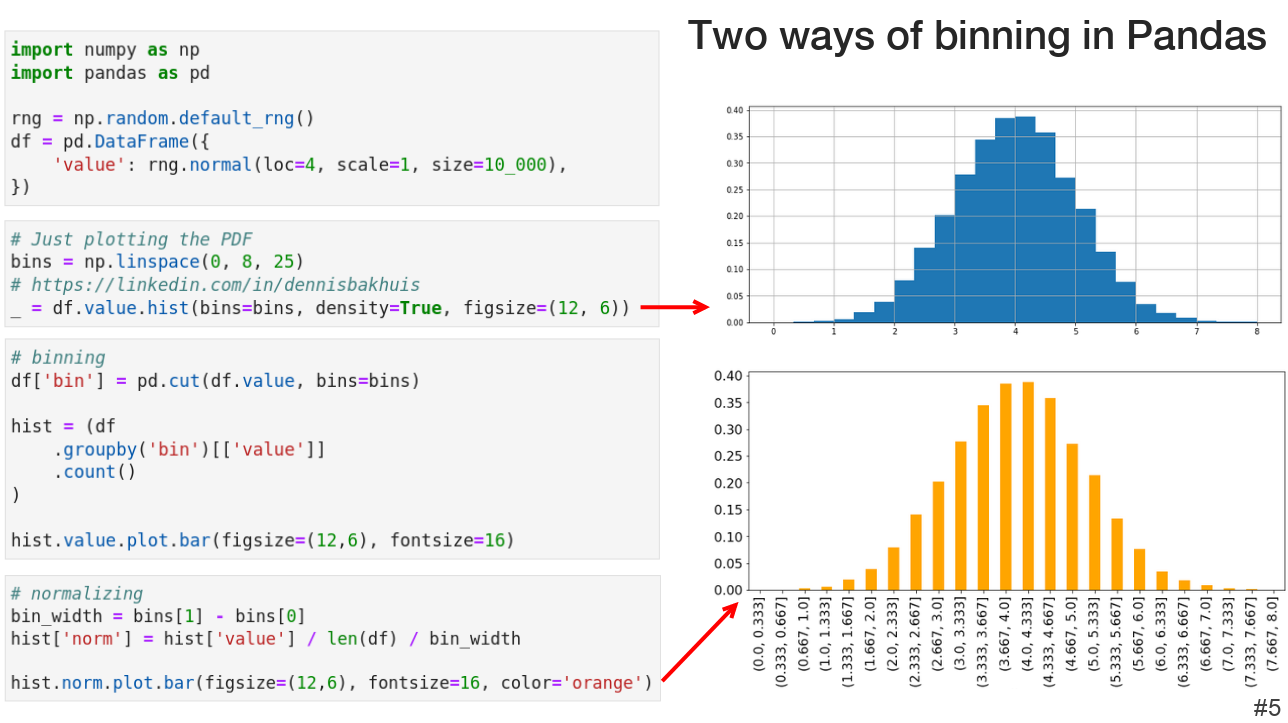 Two ways of binning in Pandas
import numpy as np
import pandas as pd
rng = np.random.default_rng()
df = pd.DataFrame({
    'value': rng.normal(loc=4, scale=1, size=10_000),
})
# Just plotting the PDF
bins = np.linspace(0, 8, 25)
# https://linkedin.com/in/dennisbakhuis
_ = df.value.hist(bins=bins, density=True, figsize=(12, 6))
# binning
df['bin'] = pd.cut(df.value, bins=bins)
hist = (df
    .groupby('bin')[['value']]
    .count()
)
hist.value.plot.bar(figsize=(12,6), fontsize=16)
# normalizing
bin_width = bins[1] - bins[0]
hist['norm'] = hist['value'] / len(df) / bin_width
hist.norm.plot.bar(figsize=(12,6), fontsize=16, color='orange')
0.40
0.35
0.30
0.25
0.20
0.15
0.10
0.05
0.00
0 1 2 3 4 5 6 7 8
0.40
0.35
0.30
0.25
0.20
0.15
0.10
0.05
0.00
(0.0, 0.333]
(0.333, 0.667]
(0.667, 1.0]
(1.0, 1.333]
(1.333, 1.667]
(1.667, 2.0]
(2.0, 2.333]
(2.333, 2.667]
(2.667, 3.0]
(3.0, 3.333]
(3.333, 3.667]
(3.667, 4.0]
(4.0, 4.333]
(4.333, 4.667]
(4.667, 5.0]
(5.0, 5.333]
(5.333, 5.667]
(5.667, 6.0]
(6.0, 6.333]
(6.333, 6.667]
(6.667, 7.0]
(7.0, 7.333]
(7.333, 7.667]
(7.667, 8.0]
#5